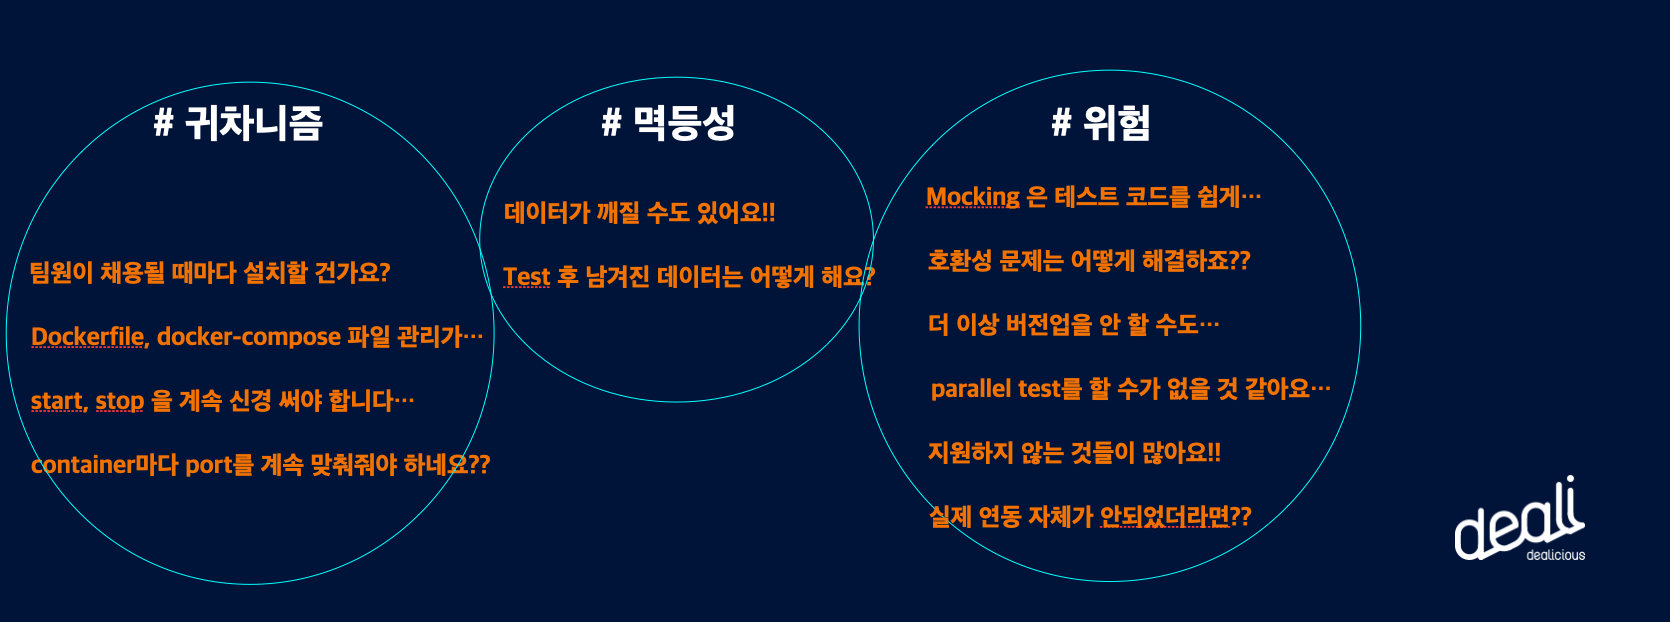 # 귀차니즘
팀원이 채용될 때마다 설치할 건가요?
Dockerfile, docker-compose 파일 관리가…
start, stop 을 계속 신경 써야 합니다…
container마다 port를 계속 맞춰줘야 하네요??
# 멱등성
데이터가 깨질 수도 있어요!!
Test 후 남겨진 데이터는 어떻게 해요?
# 위험
Mocking 은 테스트 코드를 쉽게…
호환성 문제는 어떻게 해결하죠??
더 이상 버전업을 안 할 수도…
parallel test를 할 수가 없을 것 같아요…
지원하지 않는 것들이 많아요!!
실제 연동 자체가 안되었더라면??
deali
dealicious